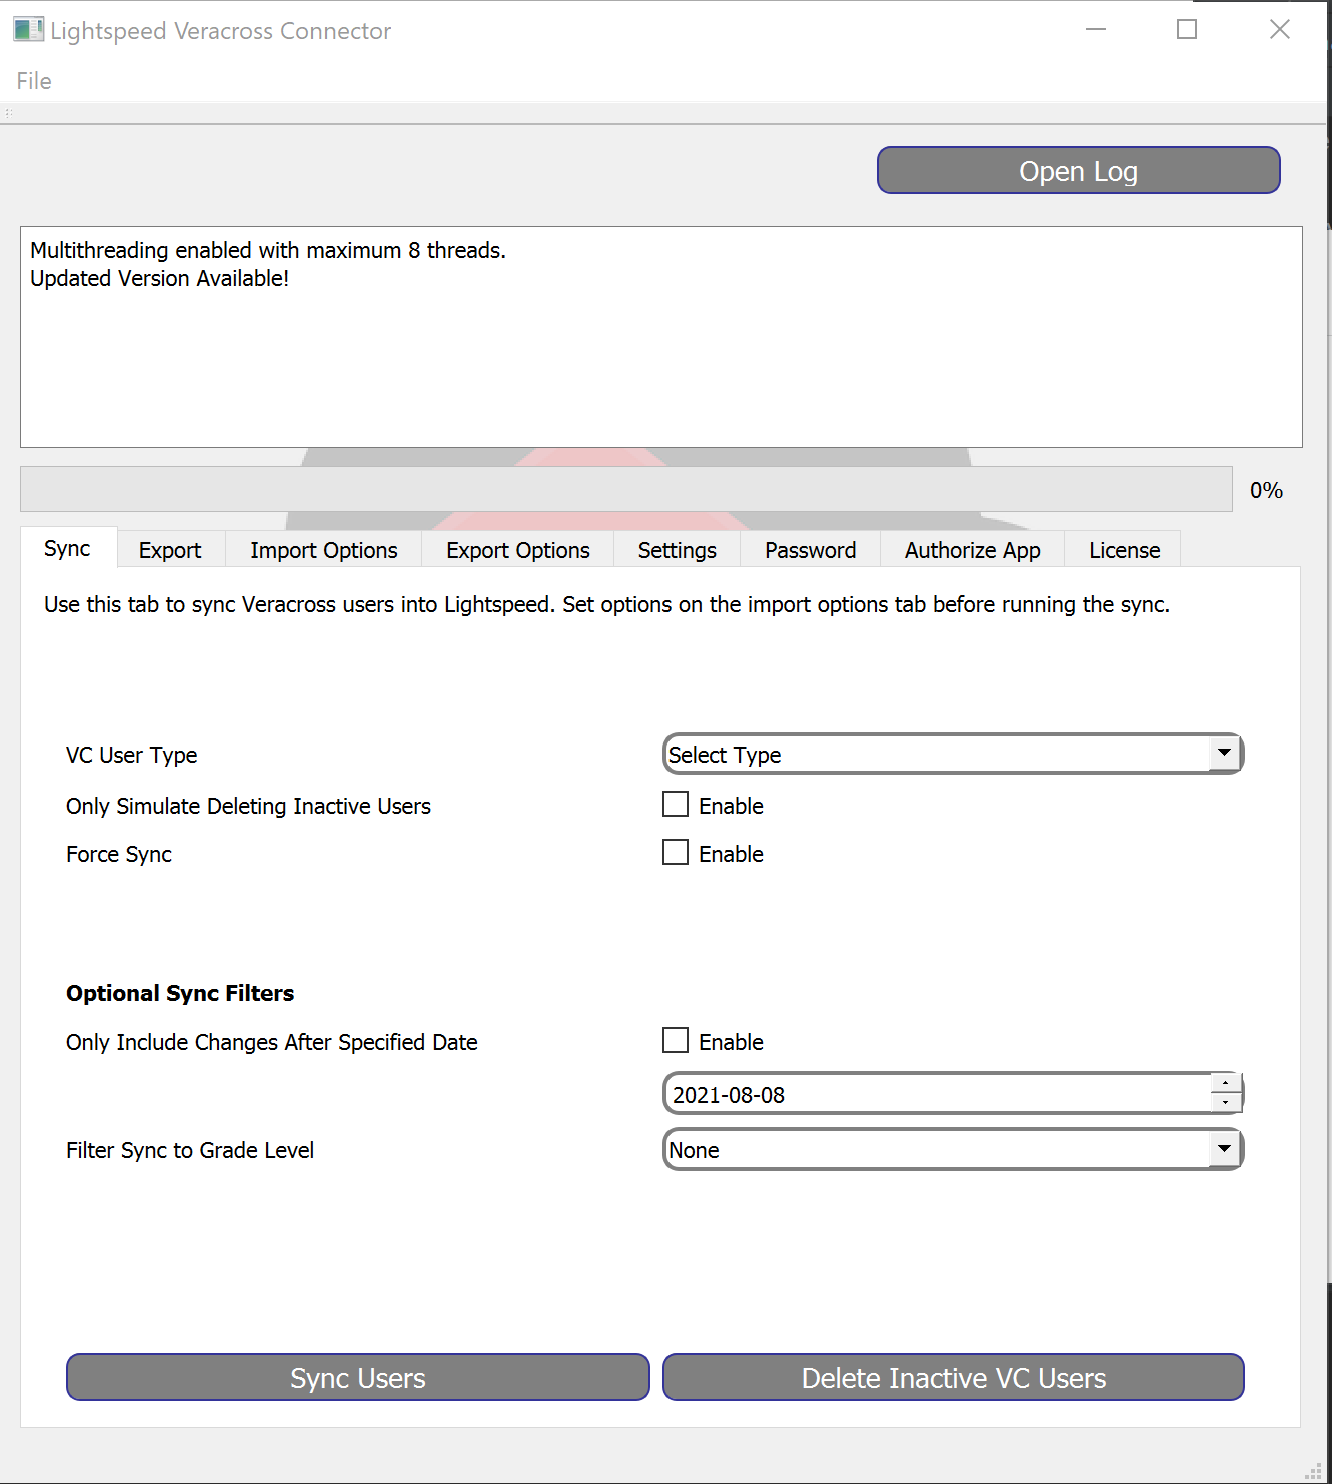 Lightspeed Veracross Connector
File
Open Log
Multithreading enabled with maximum 8 threads.
Updated Version Available!
0%
Sync Export Import Options Export Options Settings Password Authorize App License
Use this tab to sync Veracross users into Lightspeed. Set options on the import options tab before running the sync.
VC User Type Select Type
Only Simulate Deleting Inactive Users Enable
Force Sync Enable
Optional Sync Filters
Only Include Changes After Specified Date Enable
2021-08-08
Filter Sync to Grade Level None
Sync Users Delete Inactive VC Users